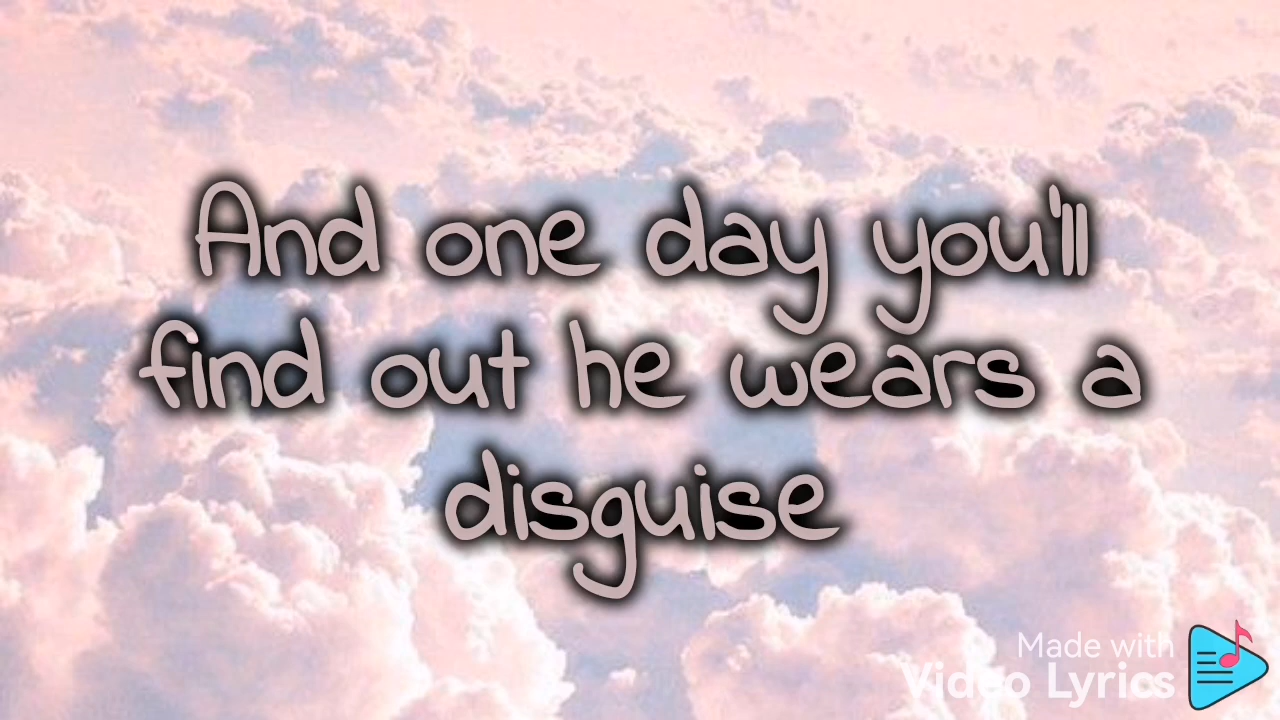 And one day you'll
find out he wears a
disguise
Made with
Video Lyrics